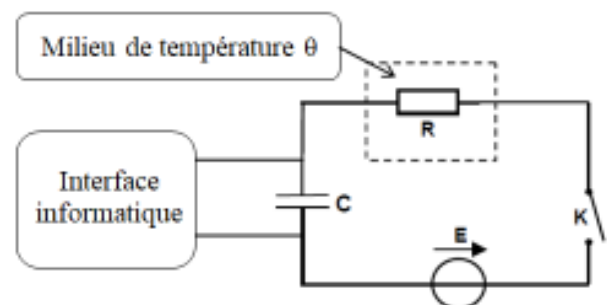 Milieu de température θ
R
Interface
informatique
C
K
E